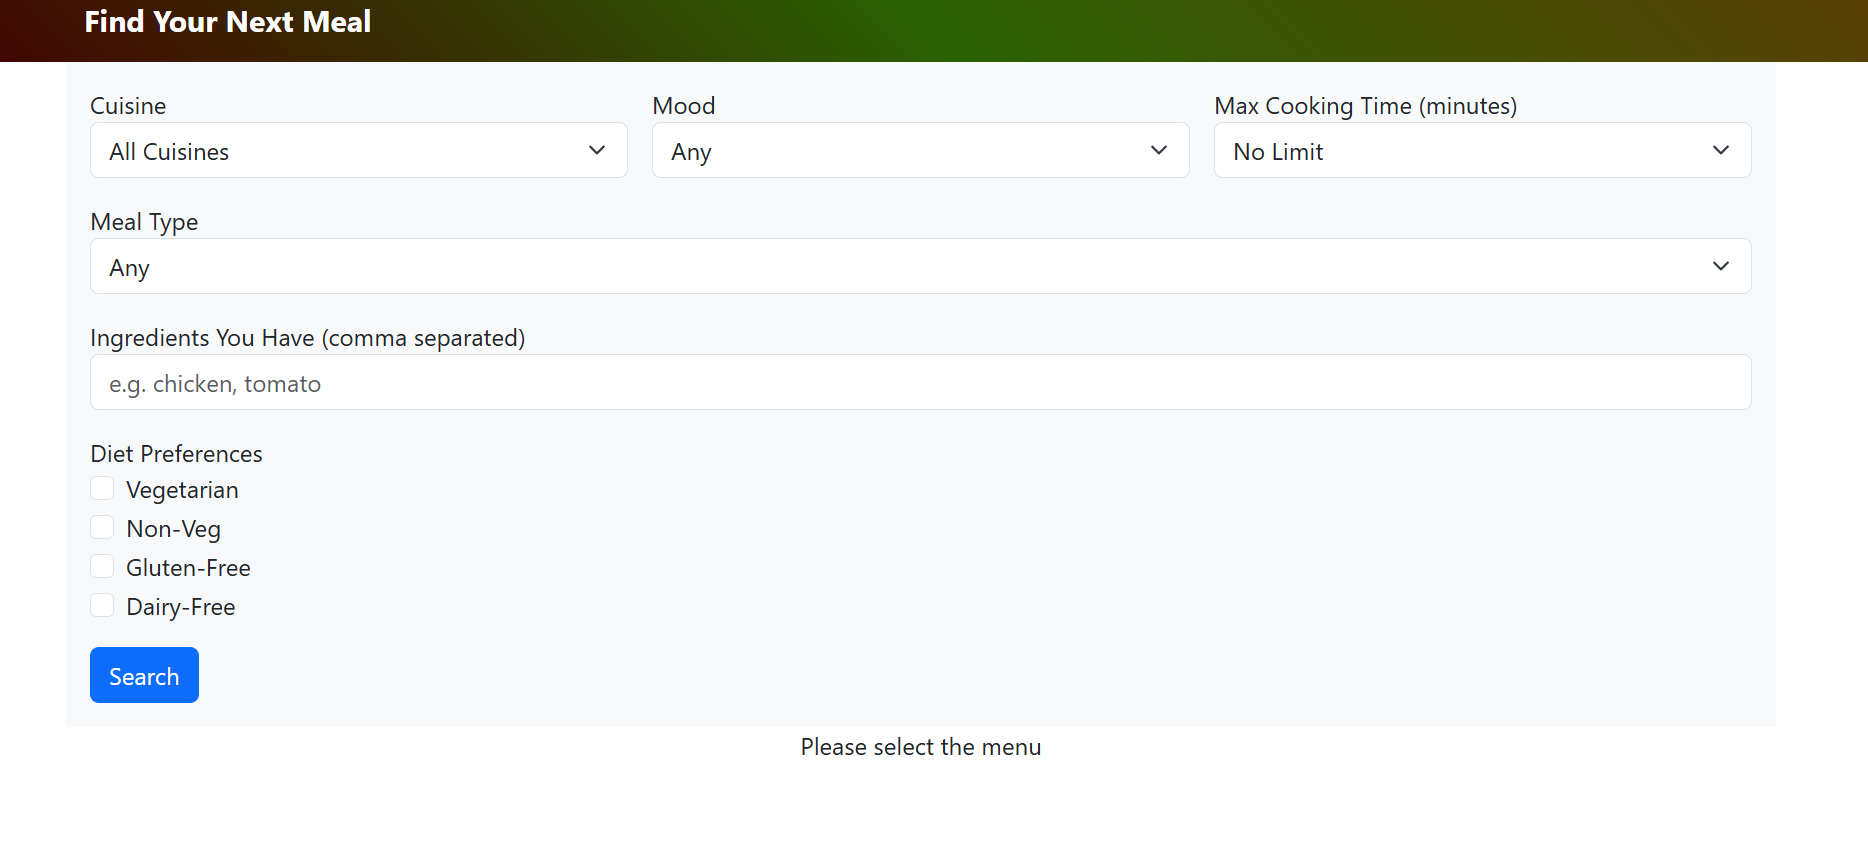 Find Your Next Meal
Cuisine
Mood
Max Cooking Time (minutes)
All Cuisines
Any
No Limit
Meal Type
Any
Ingredients You Have (comma separated)
e.g. chicken, tomato
Diet Preferences
Vegetarian
Non-Veg
Gluten-Free
Dairy-Free
Search
Please select the menu